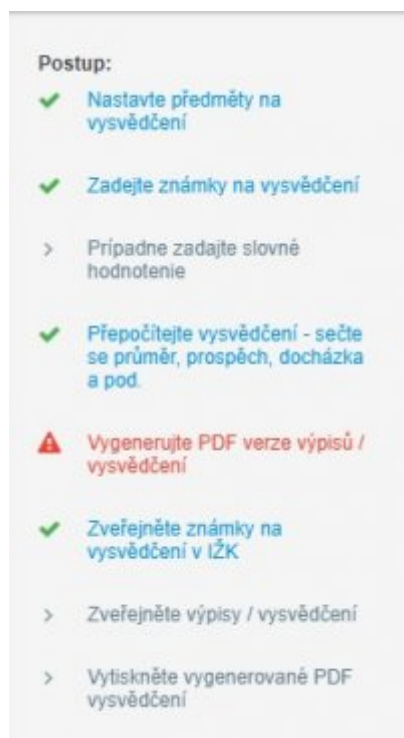 Postup:
Nastavte předměty na
vysvědčení
Zadejte známky na vysvědčení
Prípadne zadajte slovné
hodnotenie
Přepočítejte vysvědčení - sečte
se průměr, prospěch, docházka
a pod.
Vygenerujte PDF verze výpisů /
vysvědčení
Zveřejněte známky na
vysvědčení v IŽK
Zveřejněte výpisy / vysvědčení
Vytiskněte vygenerované PDF
vysvědčení